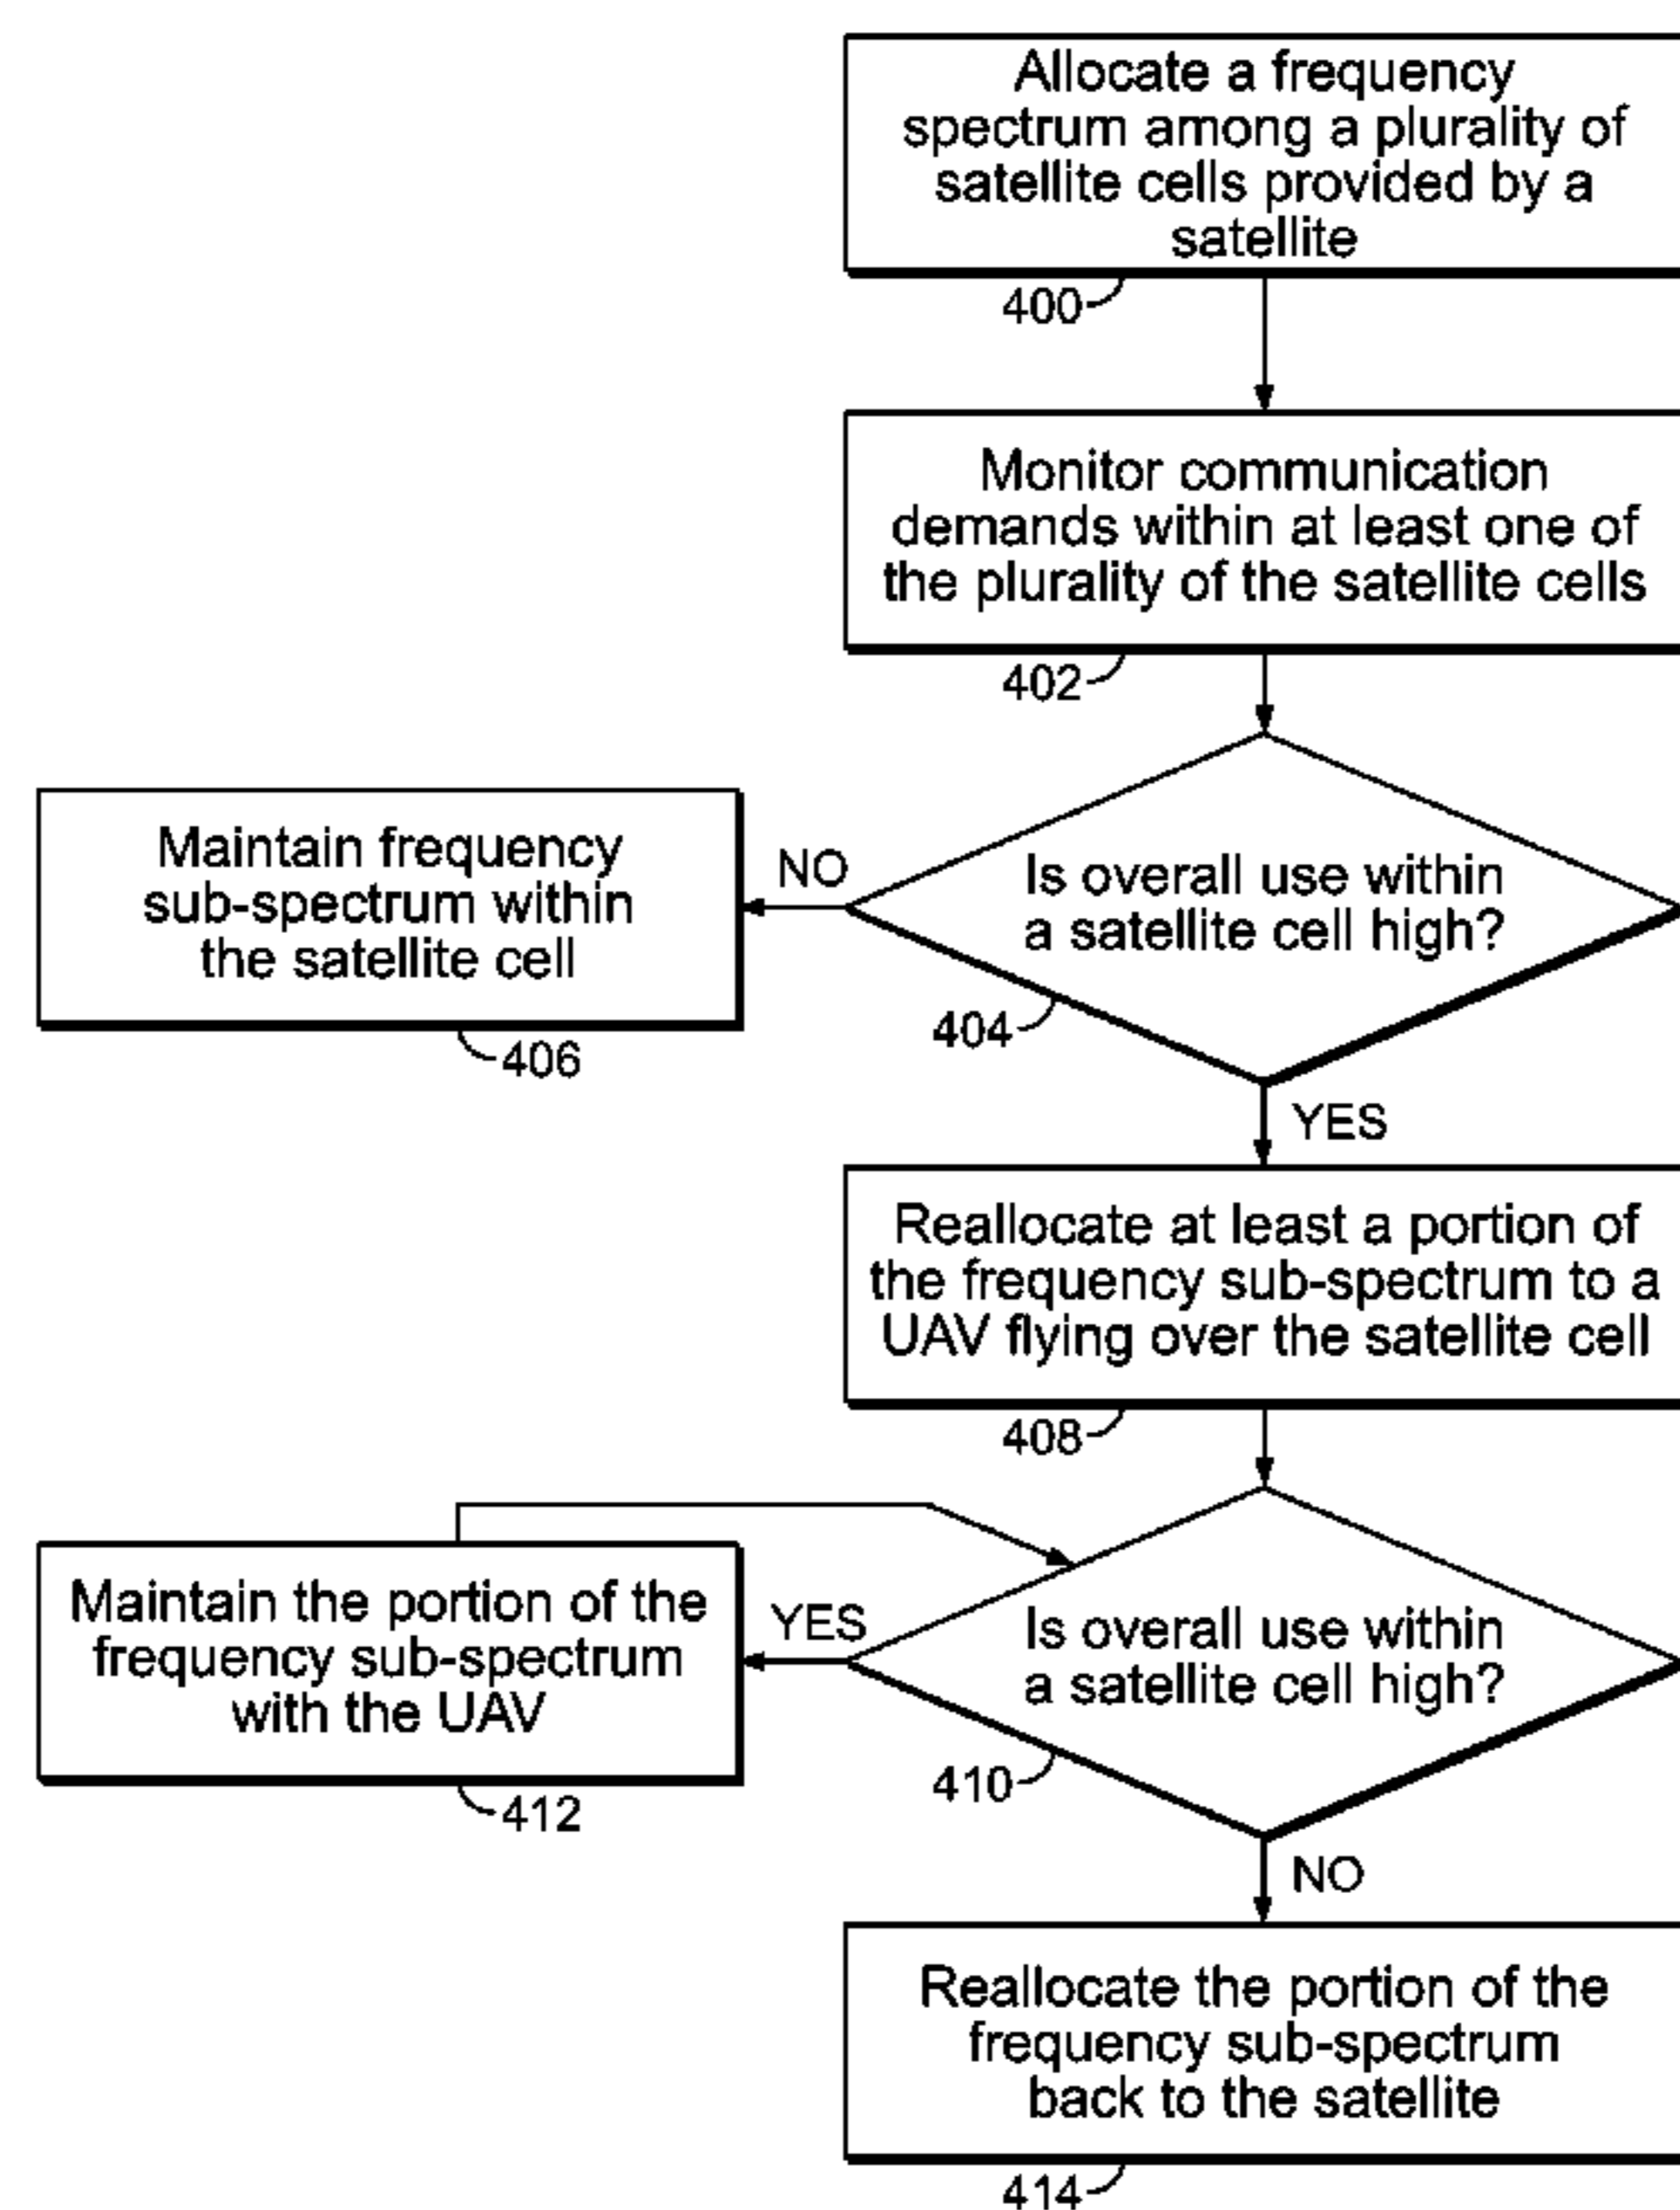 Allocate a frequency
spectrum among a plurality of
satellite cells provided by a
satellite
400
Monitor communication
demands within at least one of
the plurality of the satellite cells
402
Is overall use within
a satellite cell high?
404
NO
Maintain frequency
sub-spectrum within
the satellite cell
406
YES
Reallocate at least a portion of
the frequency sub-spectrum to a
UAV flying over the satellite cell
408
Is overall use within
a satellite cell high?
410
YES
Maintain the portion of the
frequency sub-spectrum
with the UAV
412
NO
Reallocate the portion of the
frequency sub-spectrum
back to the satellite
414